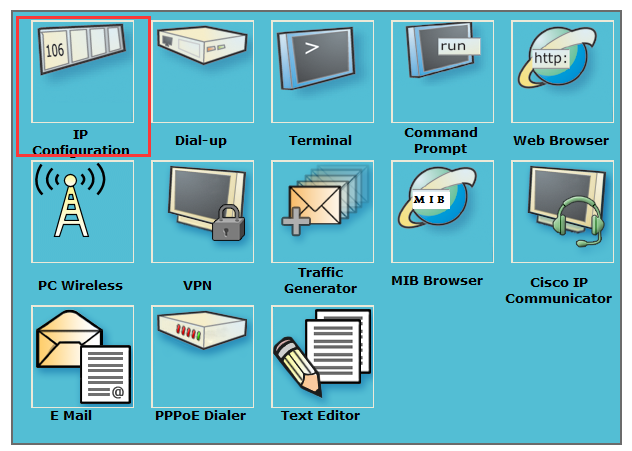 106
>
run
http:
IP
Configuration
Dial-up
Terminal
Command
Prompt
Web Browser
M I B
PC Wireless
VPN
Traffic
Generator
MIB Browser
Cisco IP
Communicator
@
E Mail
PPPoE Dialer
Text Editor